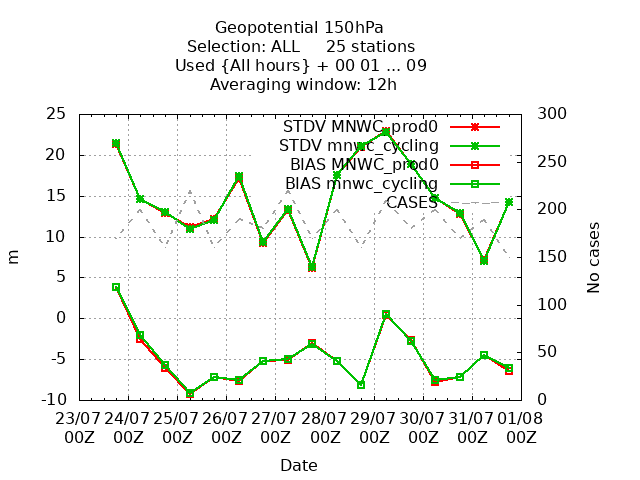 Geopotential 150hPa
Selection: ALL     25 stations
Used {All hours} + 00 01 ... 09
Averaging window: 12h
STDV MNWC_prod0
STDV mnwc_cycling
BIAS MNWC_prod0
BIAS mnwc_cycling
CASES
25
20
15
10
5
0
-5
-10
m
300
250
200
150
100
50
0
No cases
23/07 24/07 25/07 26/07 27/07 28/07 29/07 30/07 31/07 01/08
00Z 00Z 00Z 00Z 00Z 00Z 00Z 00Z 00Z 00Z
Date